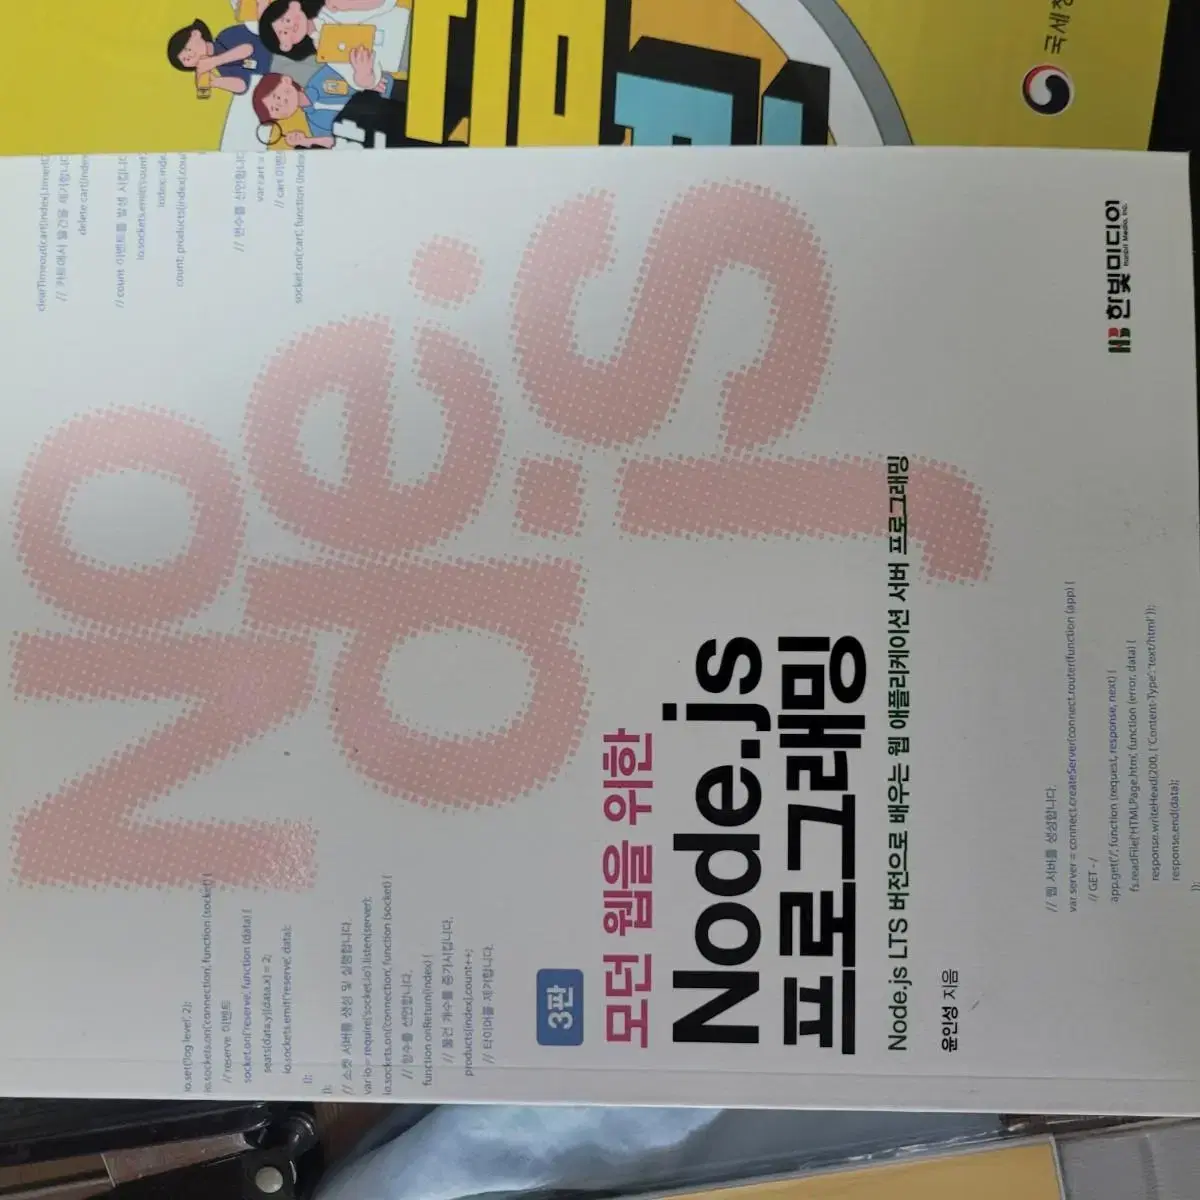 국세청
No
de.
js
clearTimeout(cart[index].timerID
// 카트에서 물건을 제거합니다
delete cart[index
// count 이벤트를 발생 시킵니다
io.sockets.emit('count',
index: inde
count: products[index].coun
// 변수를 선언합니다
var cart = {
// cart 이벤
socket.on('cart', function (index
io.set('log level', 2);
io.sockets.on('connection', function (socket) {
// reserve 이벤트
socket.on('reserve', function (data) {
seats[data.y][data.x] = 2;
io.sockets.emit('reserve', data);
});
});
// 소켓 서버를 생성 및 실행합니다.
var io = require('socket.io').listen(server);
io.sockets.on('connection', function (socket) {
// 함수를 선언합니다.
function onReturn(index) {
// 물건 개수를 증가시킵니다.
products[index].count++;
// 타이머를 제거합니다.
3판
모던 웹을 위한
Node.js
프로그래밍
Node.js LTS 버전으로 배우는 웹 애플리케이션 서버 프로그래밍
윤인성 지음
// 웹 서버를 생성합니다.
var server = connect.createServer(connect.router(function (app) {
// GET - /
app.get('/', function (request, response, next) {
fs.readFile('HTMLPage.htm', function (error, data) {
response.writeHead(200, { 'Content-Type': 'text/html' });
response.end(data);
});
HB 한빛미디어
Hanbit Media, Inc.